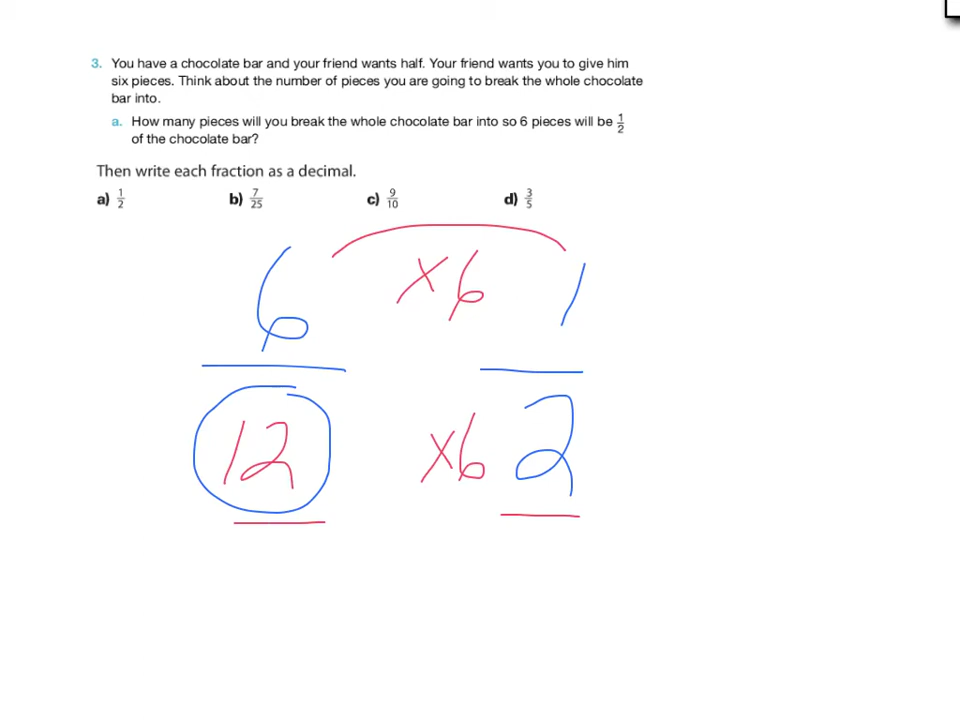 3. You have a chocolate bar and your friend wants half. Your friend wants you to give him
six pieces. Think about the number of pieces you are going to break the whole chocolate
bar into.
a. How many pieces will you break the whole chocolate bar into so 6 pieces will be 1/2
of the chocolate bar?
Then write each fraction as a decimal.
a) 1/2 b) 7/25 c) 9/10 d) 3/5
6 ×6 1
12 ×6 2